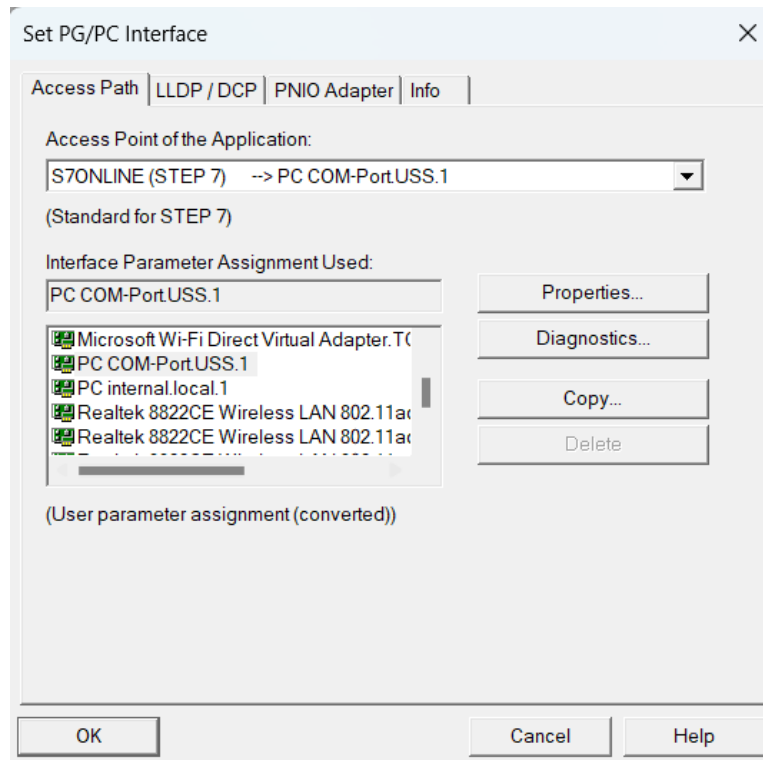 Set PG/PC Interface
Access Path LLDP / DCP PNIO Adapter Info
Access Point of the Application:
S7ONLINE (STEP 7) --> PC COM-Port.USS.1
(Standard for STEP 7)
Interface Parameter Assignment Used:
PC COM-Port.USS.1
Properties...
Microsoft Wi-Fi Direct Virtual Adapter.T
Diagnostics...
PC COM-Port.USS.1
PC internal.local.1
Copy...
Realtek 8822CE Wireless LAN 802.11a
Realtek 8822CE Wireless LAN 802.11a
Delete
(User parameter assignment (converted))
OK Cancel Help